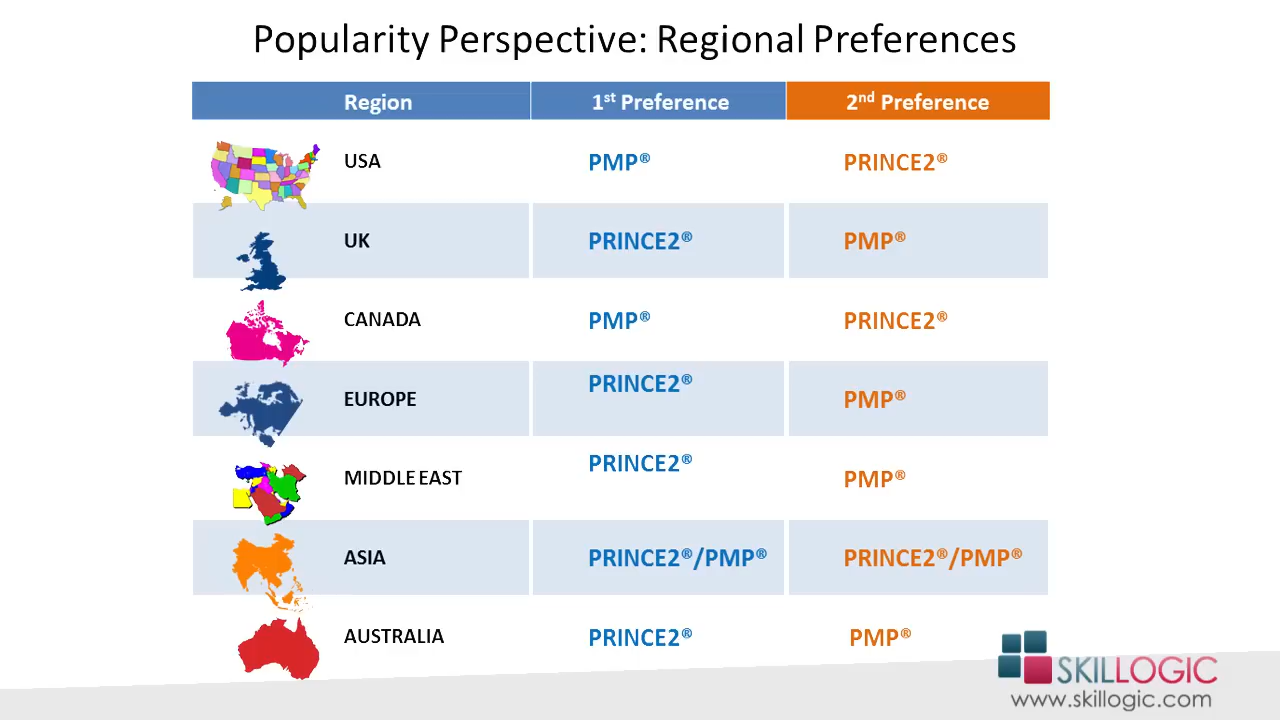 Popularity Perspective: Regional Preferences
Region 1st Preference 2nd Preference
USA PMP® PRINCE2®
UK PRINCE2® PMP®
CANADA PMP® PRINCE2®
EUROPE PRINCE2® PMP®
MIDDLE EAST PRINCE2® PMP®
ASIA PRINCE2®/PMP® PRINCE2®/PMP®
AUSTRALIA PRINCE2® PMP®
SKILLOGIC
www.skillogic.com